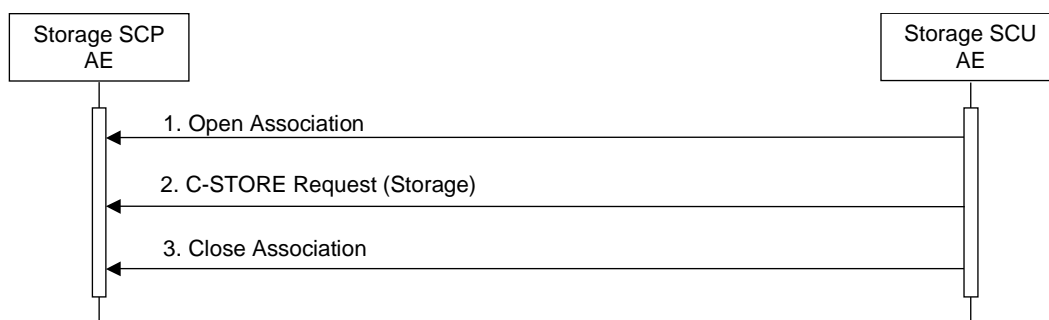 Storage SCP
AE
Storage SCU
AE
1. Open Association
2. C-STORE Request (Storage)
3. Close Association